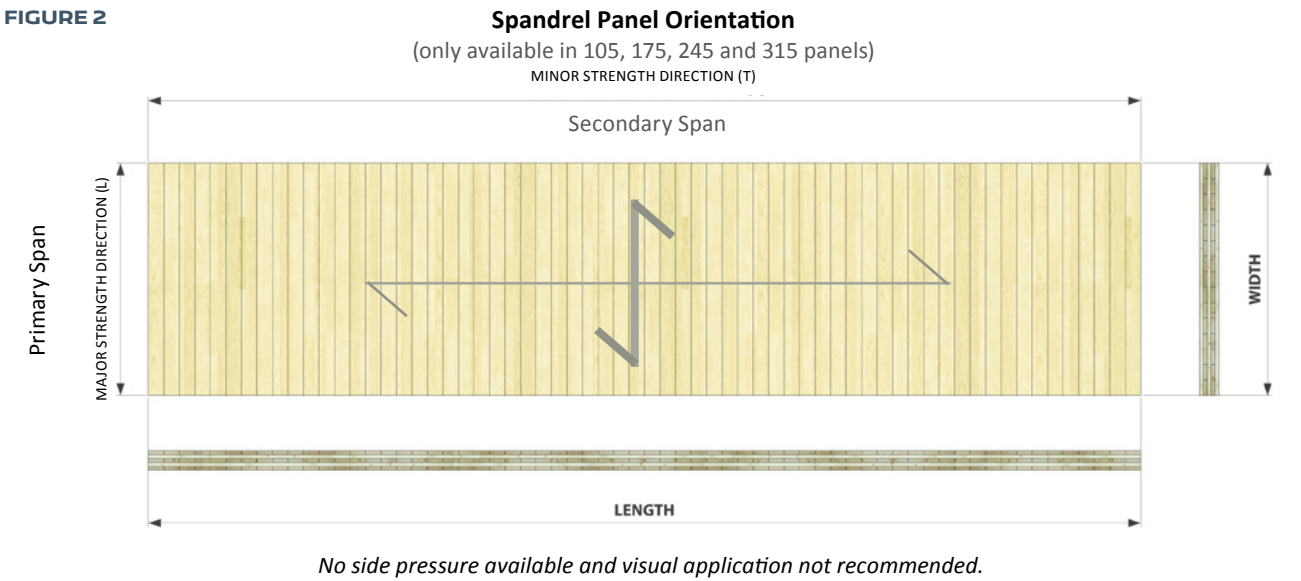 FIGURE 2
Spandrel Panel Orientation
(only available in 105, 175, 245 and 315 panels)
MINOR STRENGTH DIRECTION (T)
Secondary Span
Primary Span
MAJOR STRENGTH DIRECTION (L)
WIDTH
LENGTH
No side pressure available and visual application not recommended.